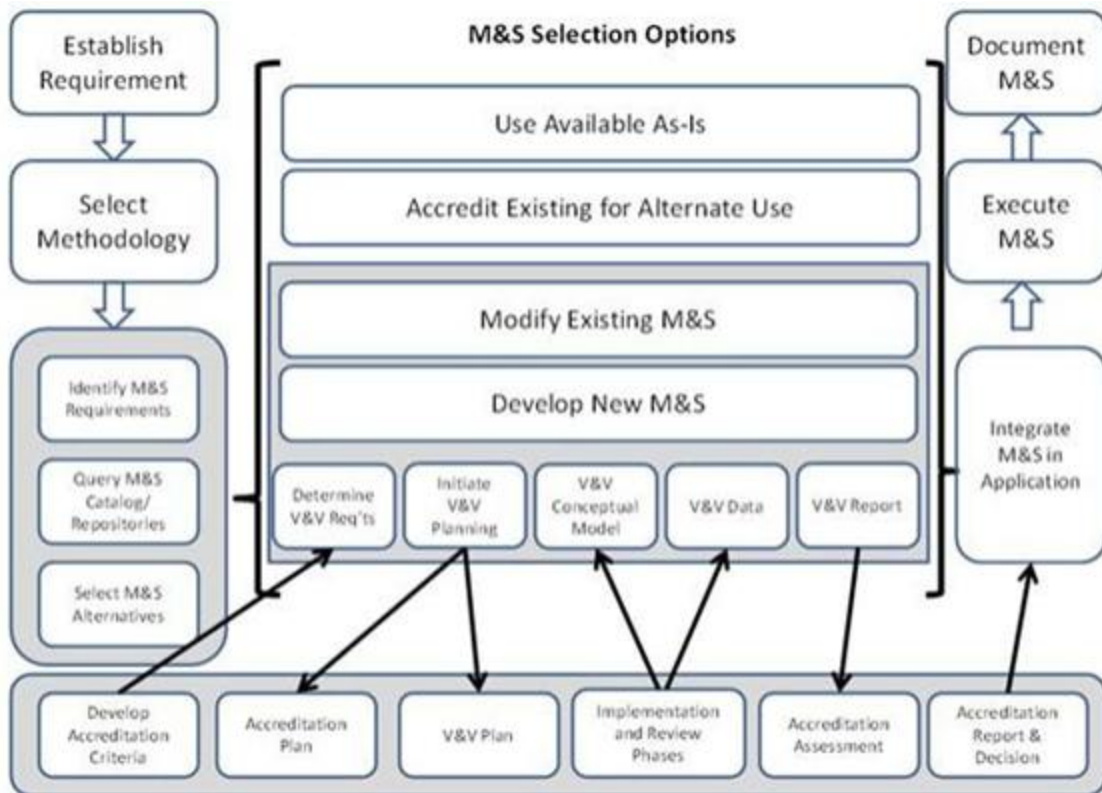 M&S Selection Options
Establish
Requirement
Select
Methodology
Identify M&S
Requirements
Query M&S
Catalog/
Repositories
Select M&S
Alternatives
Use Available As-Is
Accredit Existing for Alternate Use
Modify Existing M&S
Develop New M&S
Determine
V&V Req'ts
Initiate
V&V
Planning
V&V
Conceptual
Model
V&V Data
V&V Report
Document
M&S
Execute
M&S
Integrate
M&S in
Application
Develop
Accreditation
Criteria
Accreditation
Plan
V&V Plan
Implementation
and Review
Phases
Accreditation
Assessment
Accreditation
Report &
Decision